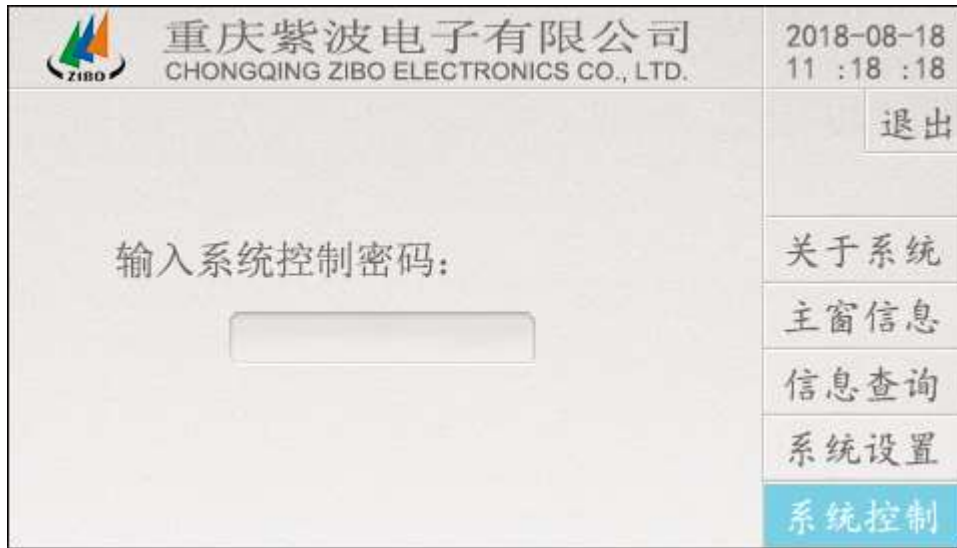 ZIBO
重庆紫波电子有限公司
CHONGQING ZIBO ELECTRONICS CO., LTD.
2018-08-18
11 :18 :18
退出
输入系统控制密码：
关于系统
主窗信息
信息查询
系统设置
系统控制